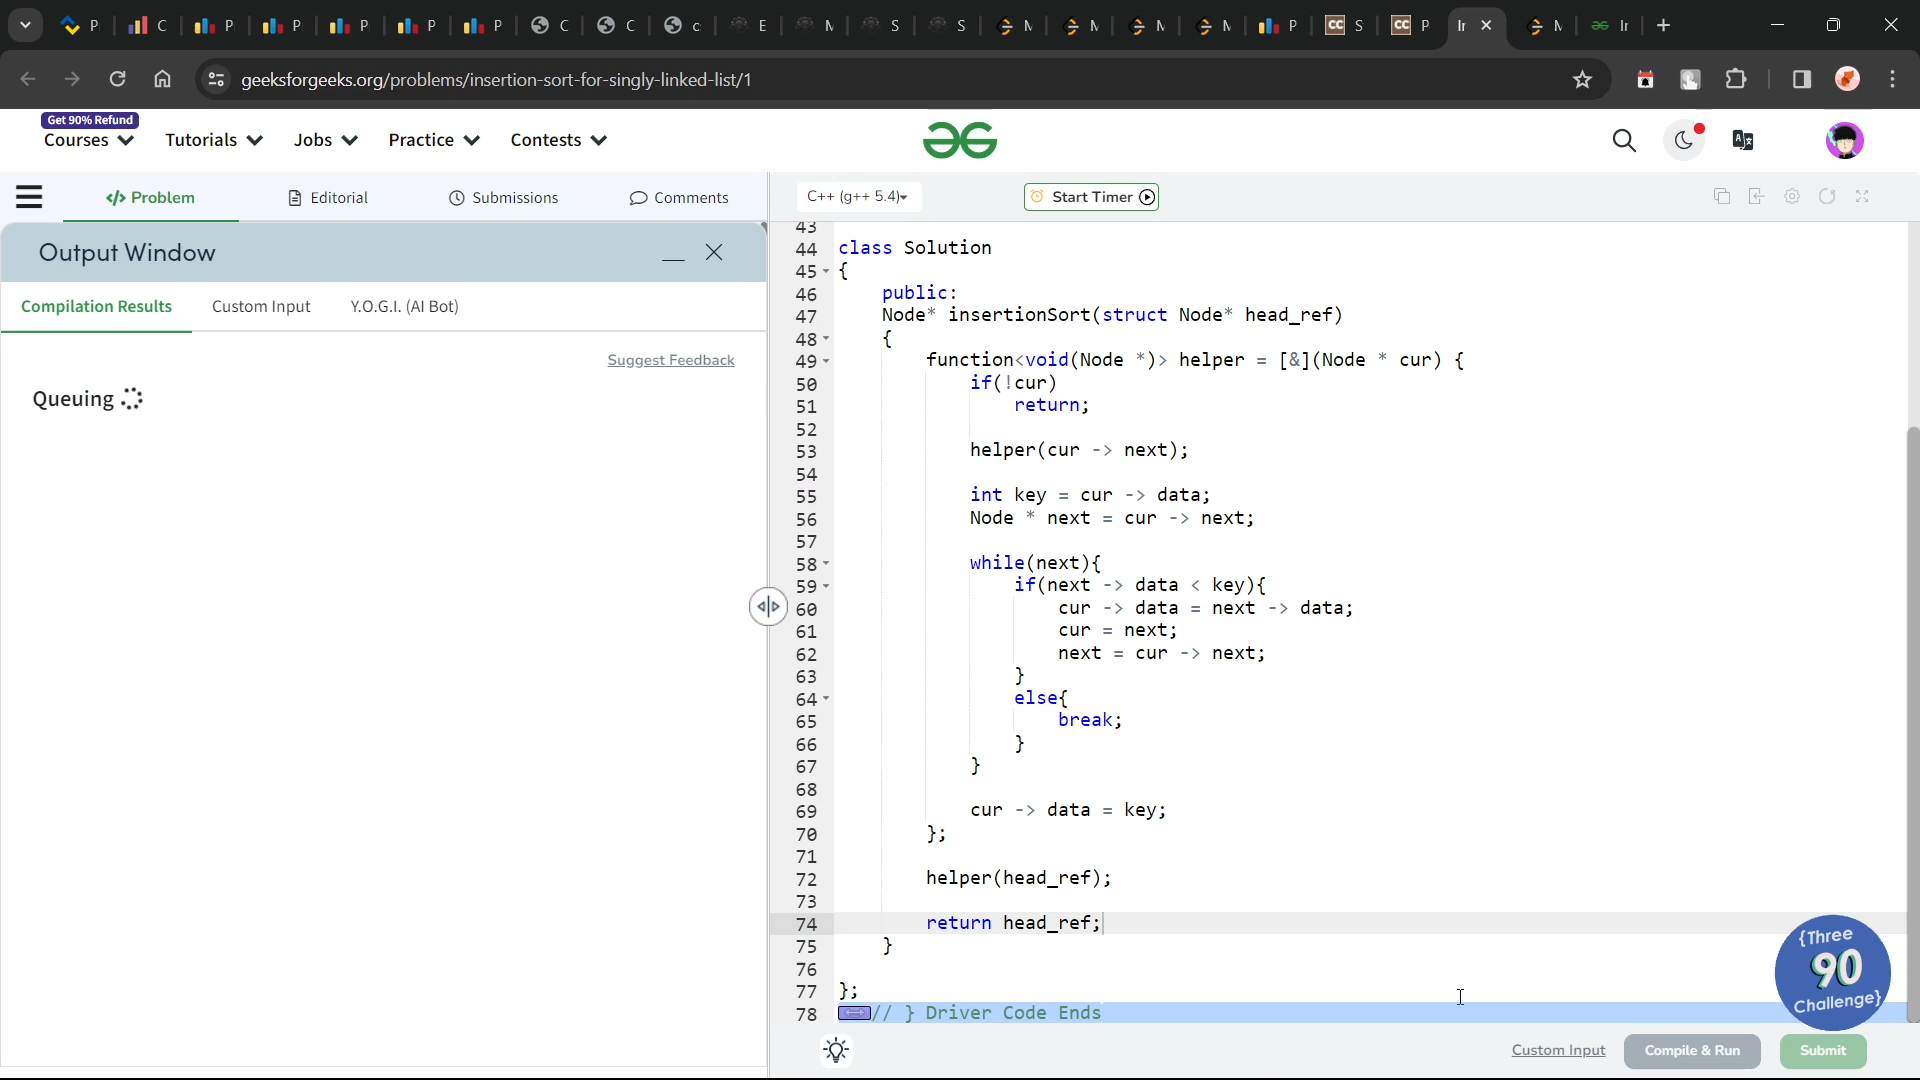 P C P P P P P C C c E M S S M M M M P S P Ir M Ir
geeksforgeeks.org/problems/insertion-sort-for-singly-linked-list/1
Get 90% Refund
Courses Tutorials Jobs Practice Contests
</> Problem Editorial Submissions Comments C++ (g++ 5.4) Start Timer
Output Window
Compilation Results Custom Input Y.O.G.I. (AI Bot)
Suggest Feedback
Queuing
43
44 class Solution
45 {
46 public:
47 Node* insertionSort(struct Node* head_ref)
48 {
49 function<void(Node *)> helper = [&](Node * cur) {
50 if(!cur)
51 return;
52
53 helper(cur -> next);
54
55 int key = cur -> data;
56 Node * next = cur -> next;
57
58 while(next){
59 if(next -> data < key){
60 cur -> data = next -> data;
61 cur = next;
62 next = cur -> next;
63 }
64 else{
65 break;
66 }
67 }
68
69 cur -> data = key;
70 };
71
72 helper(head_ref);
73
74 return head_ref;
75 }
76
77 };
78 // } Driver Code Ends
{Three
90
Challenge}
Custom Input Compile & Run Submit